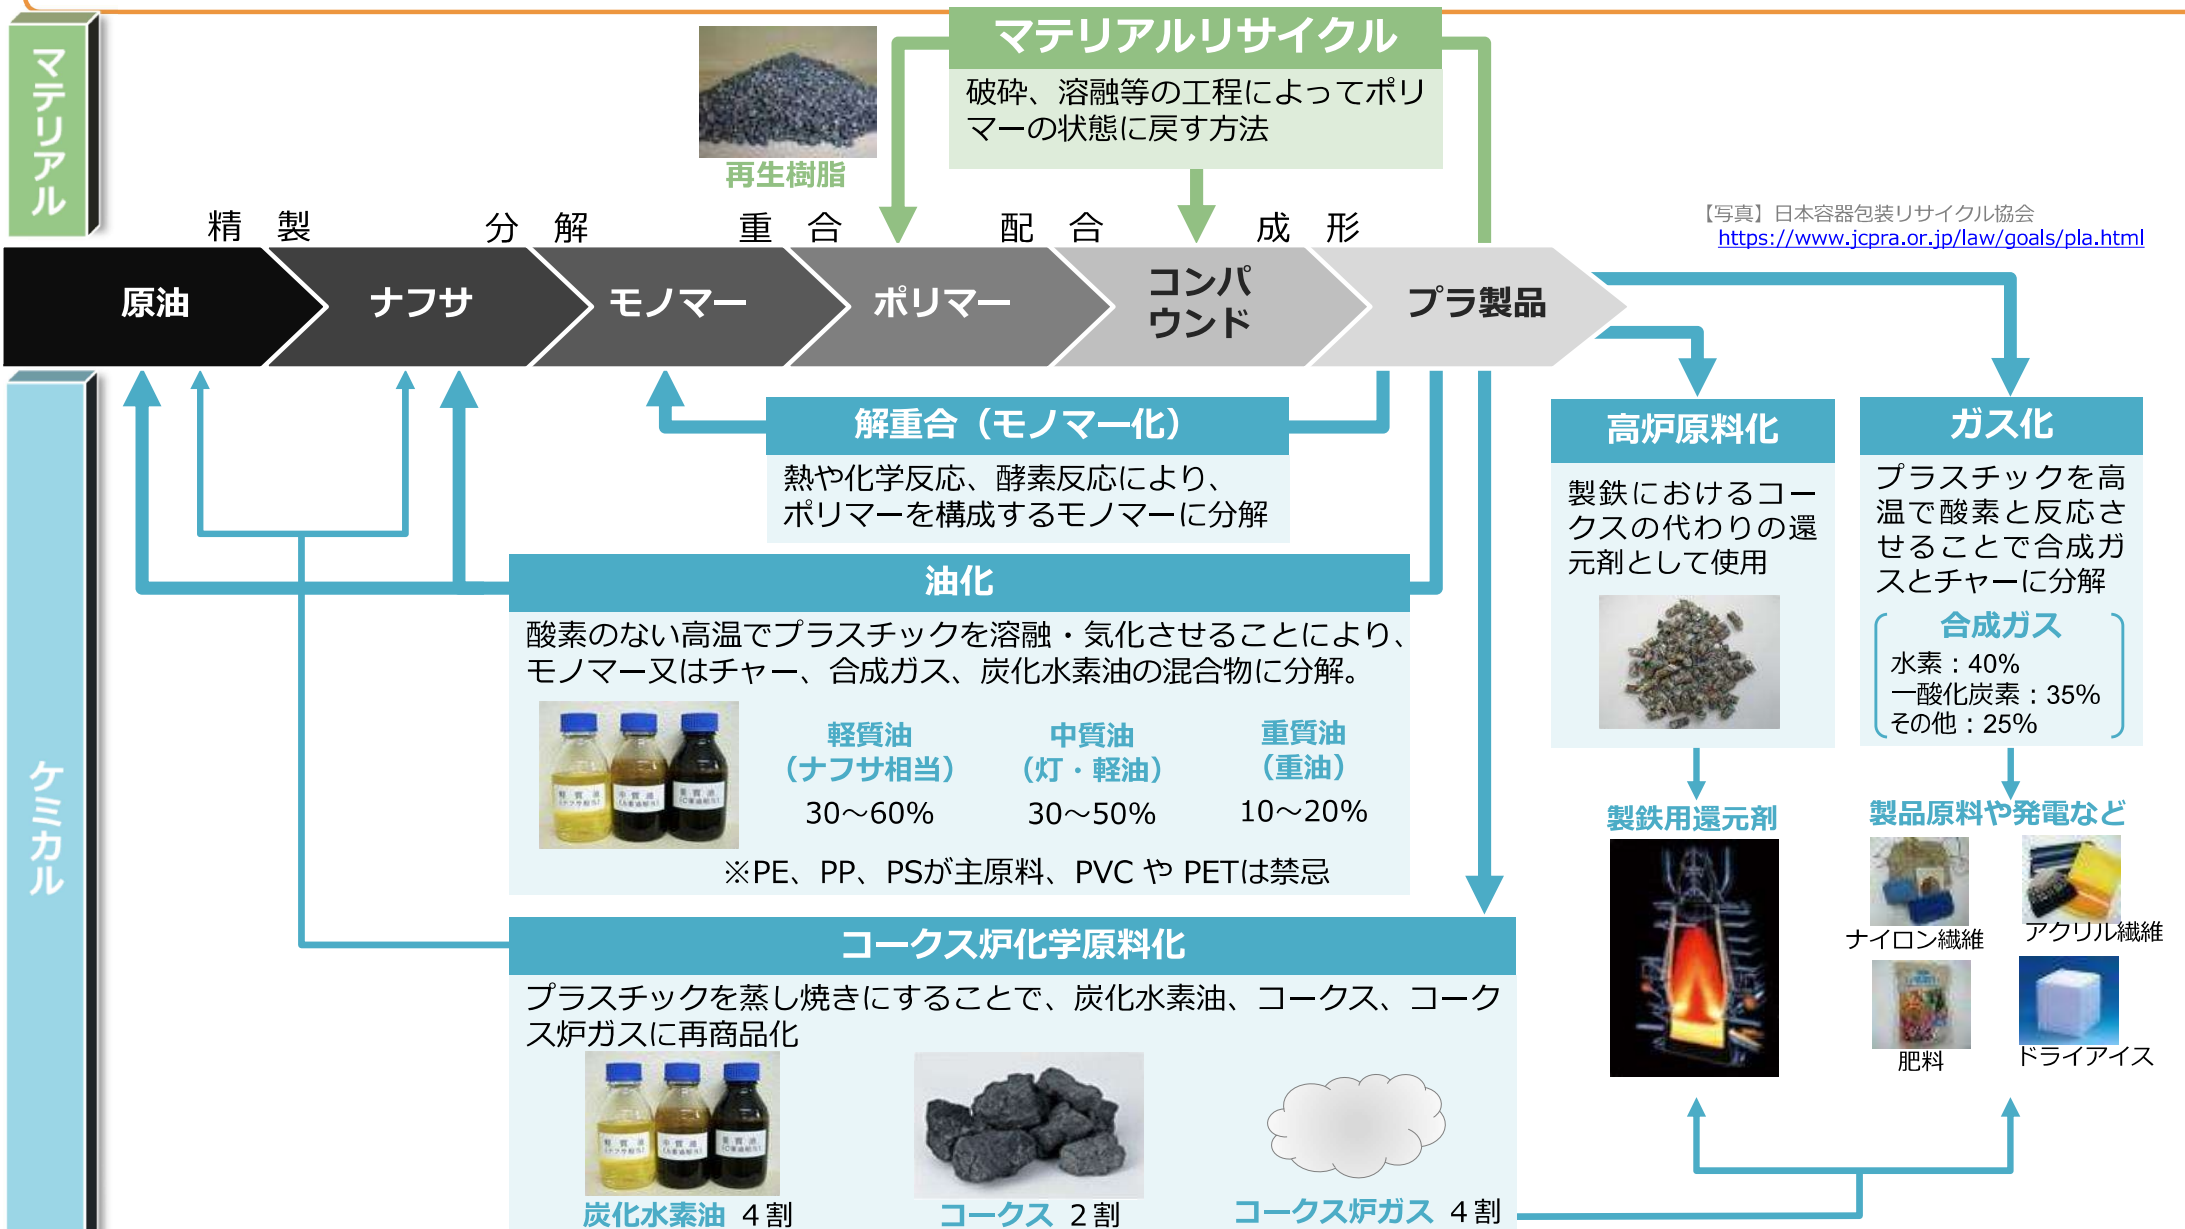 マテリアル
マテリアルリサイクル
破砕、溶融等の工程によってポリ
マーの状態に戻す方法
再生樹脂
【写真】日本容器包装リサイクル協会
https://www.jcpra.or.jp/law/goals/pla.html
精 製
分 解
重 合
配 合
成 形
原油
ナフサ
モノマー
ポリマー
コンパ
ウンド
プラ製品
ケミカル
解重合（モノマー化）
熱や化学反応、酵素反応により、
ポリマーを構成するモノマーに分解
油化
酸素のない高温でプラスチックを溶融・気化させることにより、
モノマー又はチャー、合成ガス、炭化水素油の混合物に分解。
軽質油
（ナフサ相当）
30～60%
中質油
（灯・軽油）
30～50%
重質油
（重油）
10～20%
※PE、PP、PSが主原料、PVC や PETは禁忌
コークス炉化学原料化
プラスチックを蒸し焼きにすることで、炭化水素油、コークス、コーク
ス炉ガスに再商品化
炭化水素油 ４割
コークス ２割
コークス炉ガス ４割
高炉原料化
製鉄におけるコー
クスの代わりの還
元剤として使用
製鉄用還元剤
ガス化
プラスチックを高
温で酸素と反応さ
せることで合成ガ
スとチャーに分解
合成ガス
水素：40%
一酸化炭素：35%
その他：25%
製品原料や発電など
ナイロン繊維
アクリル繊維
肥料
ドライアイス